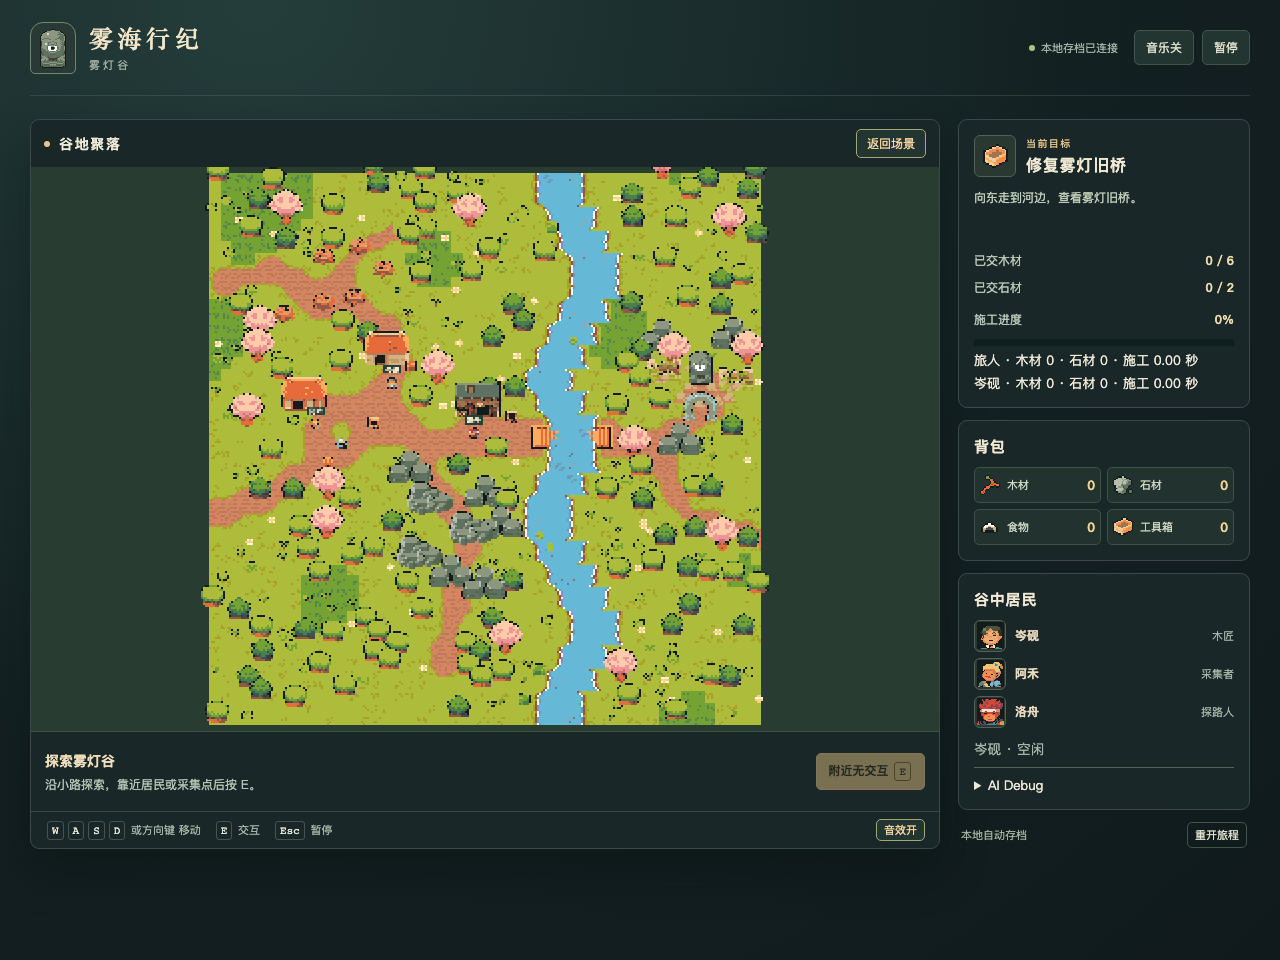 雾海行纪
雾灯谷
本地存档已连接
音乐关
暂停
谷地聚落
返回场景
探索雾灯谷
沿小路探索，靠近居民或采集点后按 E。
附近无交互 E
W A S D 或方向键 移动 E 交互 Esc 暂停
音效开
当前目标
修复雾灯旧桥
向东走到河边，查看雾灯旧桥。
已交木材 0 / 6
已交石材 0 / 2
施工进度 0%
旅人 · 木材 0 · 石材 0 · 施工 0.00 秒
岑砚 · 木材 0 · 石材 0 · 施工 0.00 秒
背包
木材 0
石材 0
食物 0
工具箱 0
谷中居民
岑砚 木匠
阿禾 采集者
洛舟 探路人
岑砚 · 空闲
▶ AI Debug
本地自动存档
重开旅程